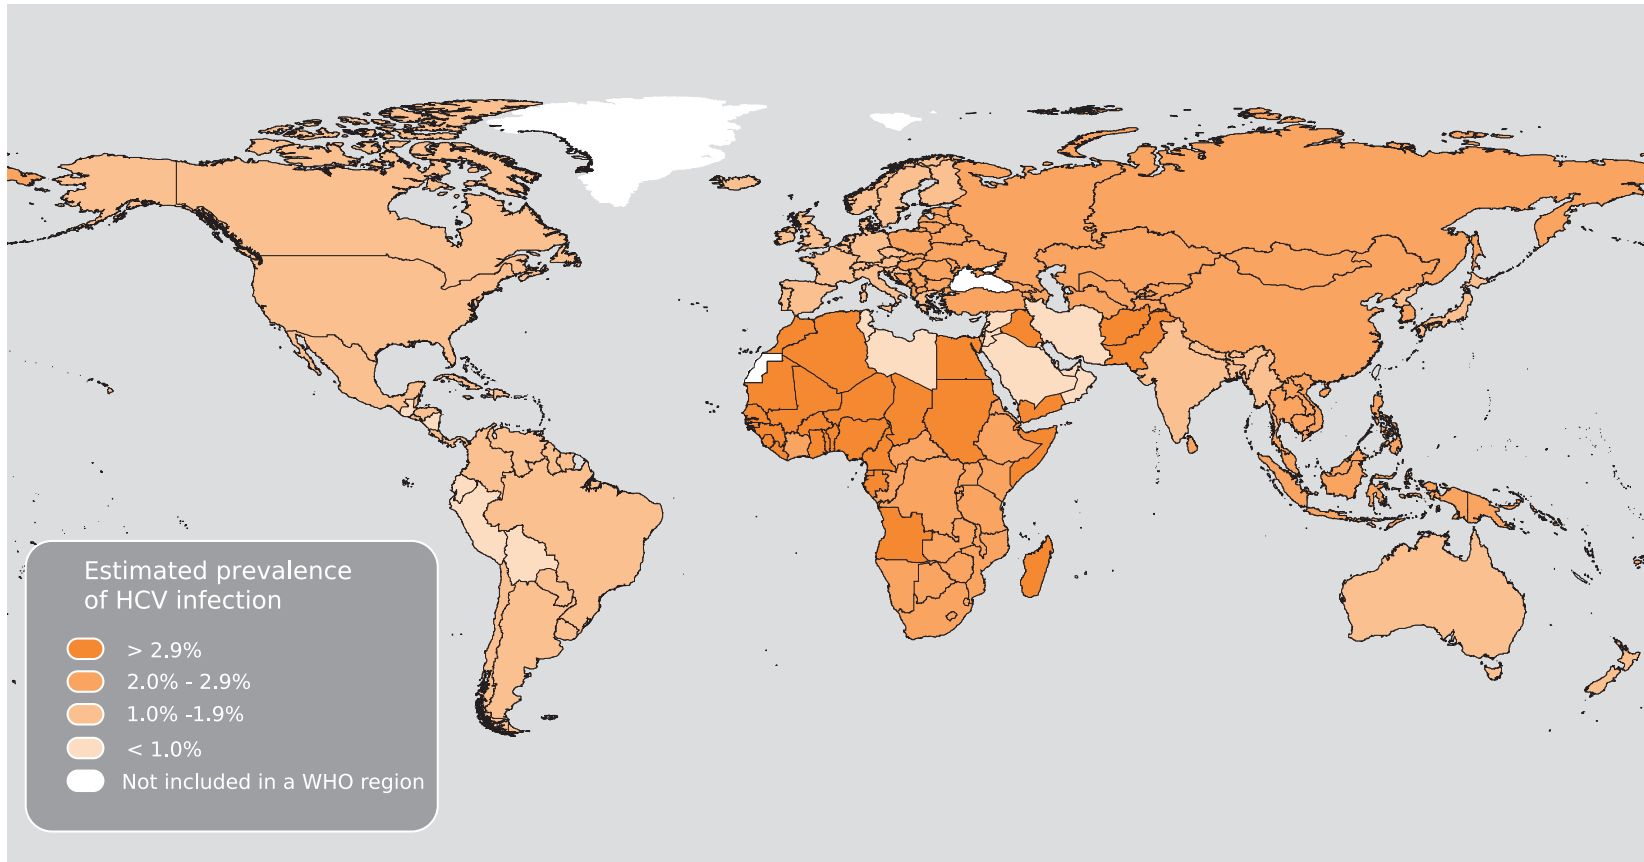 Estimated prevalence
of HCV infection
> 2.9%
2.0% - 2.9%
1.0% -1.9%
< 1.0%
Not included in a WHO region